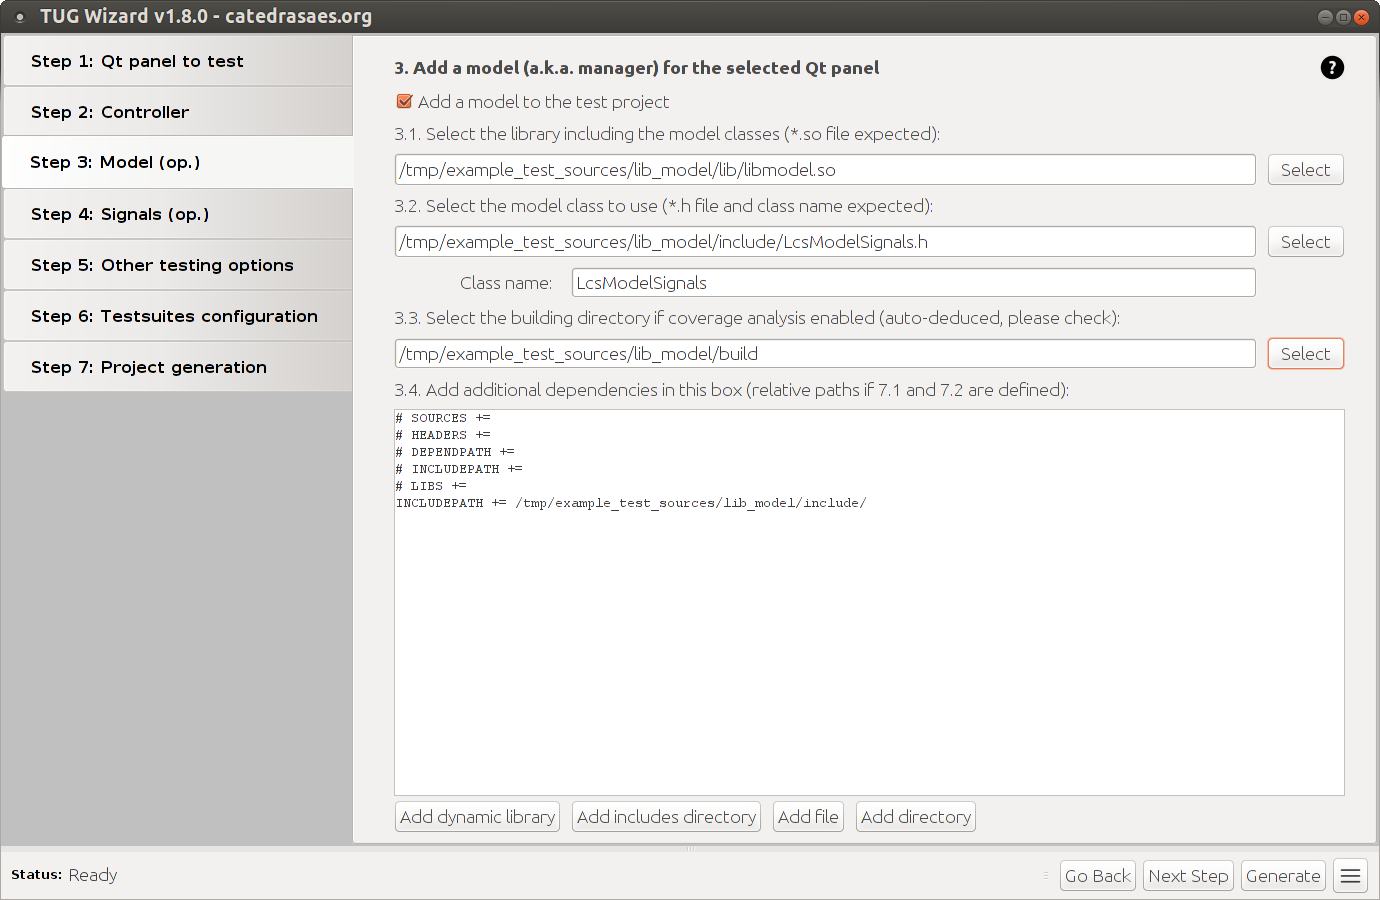 TUG Wizard v1.8.0 - catedrasaes.org
Step 1: Qt panel to test
Step 2: Controller
Step 3: Model (op.)
Step 4: Signals (op.)
Step 5: Other testing options
Step 6: Testsuites configuration
Step 7: Project generation
3. Add a model (a.k.a. manager) for the selected Qt panel
?
Add a model to the test project
3.1. Select the library including the model classes (*.so file expected):
/tmp/example_test_sources/lib_model/lib/libmodel.so
Select
3.2. Select the model class to use (*.h file and class name expected):
/tmp/example_test_sources/lib_model/include/LcsModelSignals.h
Select
Class name: LcsModelSignals
3.3. Select the building directory if coverage analysis enabled (auto-deduced, please check):
/tmp/example_test_sources/lib_model/build
Select
3.4. Add additional dependencies in this box (relative paths if 7.1 and 7.2 are defined):
# SOURCES +=
# HEADERS +=
# DEPENDPATH +=
# INCLUDEPATH +=
# LIBS +=
INCLUDEPATH += /tmp/example_test_sources/lib_model/include/
Add dynamic library
Add includes directory
Add file
Add directory
Status: Ready
Go Back
Next Step
Generate